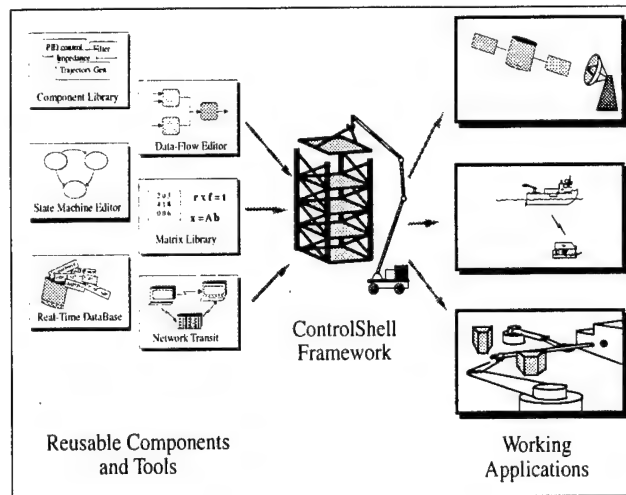 PID control
Filter
Impedance
Trajectory Gen
Component Library
Data-Flow Editor
State Machine Editor
r x f = t
x = Ab
Matrix Library
Real-Time DataBase
Network Transit
ControlShell
Framework
Reusable Components
and Tools
Working
Applications